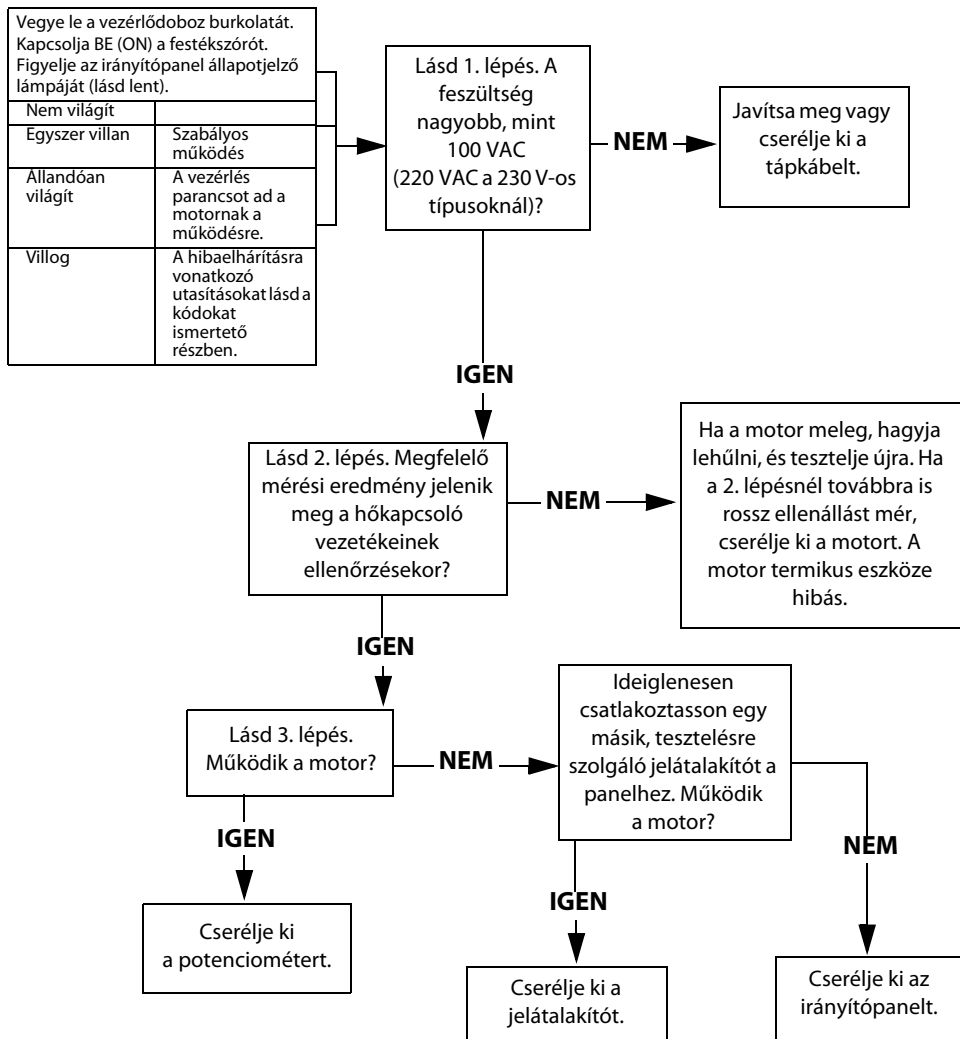 Vegye le a vezérlődoboz burkolatát.
Kapcsolja BE (ON) a festékszórót.
Figyelje az irányítópanel állapotjelző
lámpáját (lásd lent).
Nem világít
Egyszer villan
Szabályos
működés
Állandóan
világít
A vezérlés
parancsot ad a
motornak a
működésre.
Villog
A hibaelhárításra
vonatkozó
utasításokat lásd a
kódokat
ismertető
részben.
Lásd 1. lépés. A
feszültség
nagyobb, mint
100 VAC
(220 VAC a 230 V-os
típusoknál)?
NEM
Javítsa meg vagy
cserélje ki a
tápkábelt.
IGEN
Lásd 2. lépés. Megfelelő
mérési eredmény jelenik
meg a hőkapcsoló
vezetékeinek
ellenőrzésekor?
NEM
Ha a motor meleg, hagyja
lehűlni, és tesztelje újra. Ha
a 2. lépésnél továbbra is
rossz ellenállást mér,
cserélje ki a motort. A
motor termikus eszköze
hibás.
IGEN
Lásd 3. lépés.
Működik a motor?
NEM
Ideiglenesen
csatlakoztasson egy
másik, tesztelésre
szolgáló jelátalakítót a
panelhez. Működik
a motor?
IGEN
NEM
IGEN
Cserélje ki
a potenciométert.
Cserélje ki a
jelátalakítót.
Cserélje ki az
irányítópanelt.